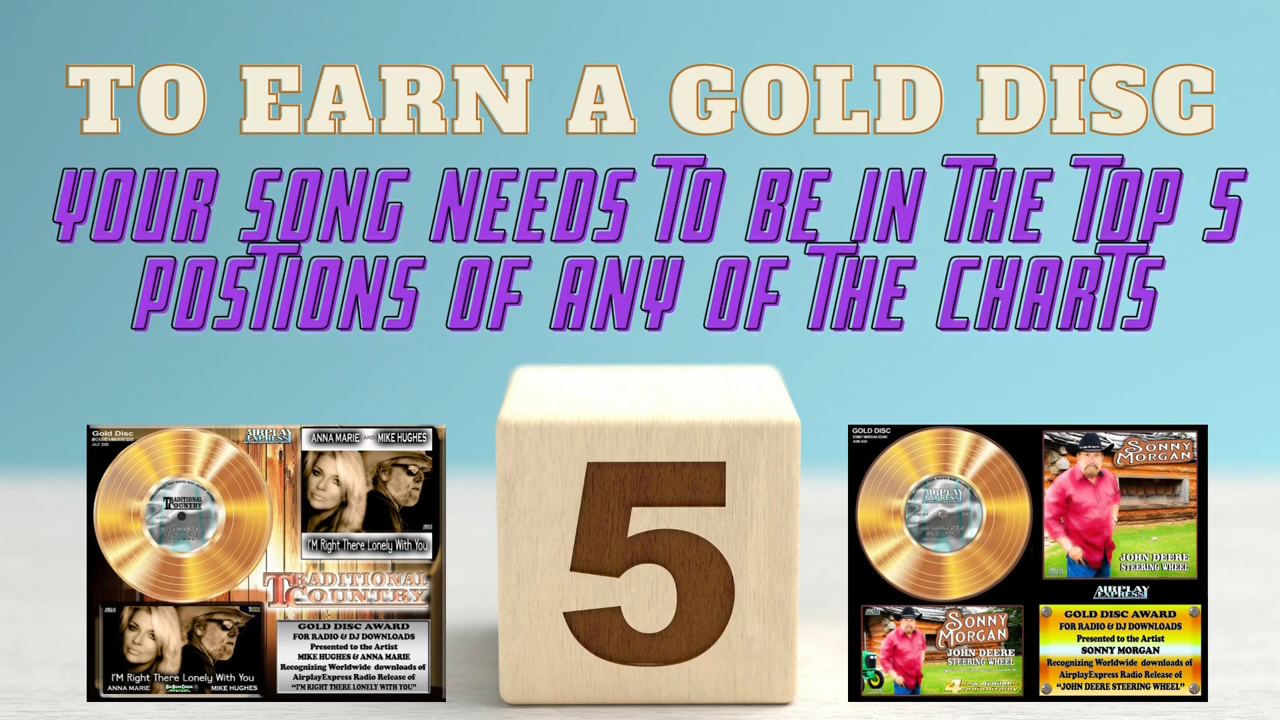 TO EARN A GOLD DISC
YOUR SONG NEEDS TO BE IN THE TOP 5
POSTIONS OF ANY OF THE CHARTS
Gold Disc
JULY 2022
AIRPLAY
EXPRESS
TRADITIONAL
COUNTRY
ANNA MARIE AND MIKE HUGHES
I'M Right There Lonely With You
TRADITIONAL
COUNTRY
I'M Right There Lonely With You
ANNA MARIE
MIKE HUGHES
GOLD DISC AWARD
FOR RADIO & DJ DOWNLOADS
Presented to the Artist
MIKE HUGHES & ANNA MARIE
Recognizing Worldwide downloads of
AirplayExpress Radio Release of
"I'M RIGHT THERE LONELY WITH YOU"
5
GOLD DISC
AIRPLAY
EXPRESS
SONNY
MORGAN
JOHN DEERE
STEERING WHEEL
AIRPLAY
EXPRESS
SONNY
MORGAN
JOHN DEERE
STEERING WHEEL
Now Available
GOLD DISC AWARD
FOR RADIO & DJ DOWNLOADS
Presented to the Artist
SONNY MORGAN
Recognizing Worldwide downloads of
AirplayExpress Radio Release of
"JOHN DEERE STEERING WHEEL"